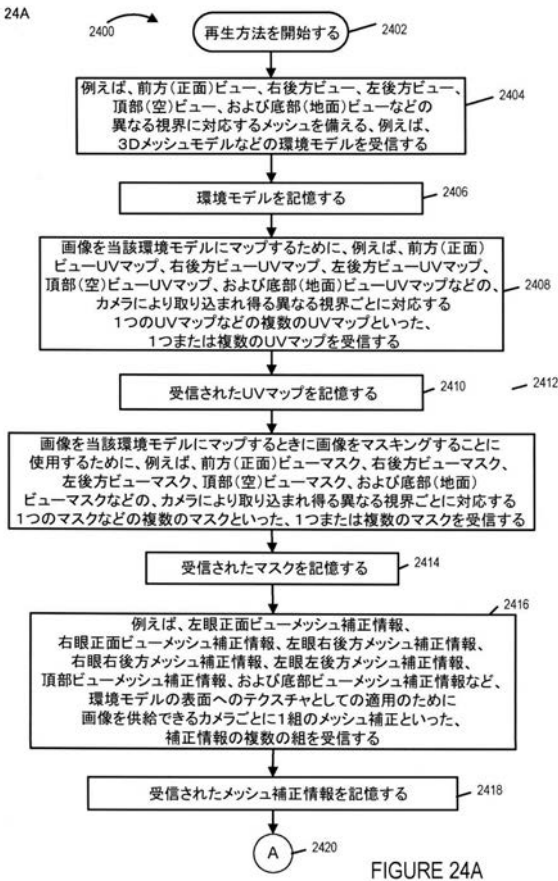 24A
2400
再生方法を開始する
2402
例えば、前方(正面)ビュー、右後方ビュー、左後方ビュー、
頂部(空)ビュー、および底部(地面)ビューなどの
異なる視界に対応するメッシュを備える、例えば、
3Dメッシュモデルなどの環境モデルを受信する
2404
環境モデルを記憶する
2406
画像を当該環境モデルにマップするために、例えば、前方(正面)
ビューUVマップ、右後方ビューUVマップ、左後方ビューUVマップ、
頂部(空)ビューUVマップ、および底部(地面)ビューUVマップなどの、
カメラにより取り込まれ得る異なる視界ごとに対応する
1つのUVマップなどの複数のUVマップといった、
1つまたは複数のUVマップを受信する
2408
受信されたUVマップを記憶する
2410
2412
画像を当該環境モデルにマップするときに画像をマスキングすることに
使用するために、例えば、前方(正面)ビューマスク、右後方ビューマスク、
左後方ビューマスク、頂部(空)ビューマスク、および底部(地面)
ビューマスクなどの、カメラにより取り込まれ得る異なる視界ごとに対応する
1つのマスクなどの複数のマスクといった、1つまたは複数のマスクを受信する
受信されたマスクを記憶する
2414
2416
例えば、左眼正面ビューメッシュ補正情報、
右眼正面ビューメッシュ補正情報、左眼右後方メッシュ補正情報、
右眼右後方メッシュ補正情報、左眼左後方メッシュ補正情報、
頂部ビューメッシュ補正情報、および底部ビューメッシュ補正情報など、
環境モデルの表面へのテクスチャとしての適用のために
画像を供給できるカメラごとに1組のメッシュ補正といった、
補正情報の複数の組を受信する
受信されたメッシュ補正情報を記憶する
2418
A
2420
FIGURE 24A